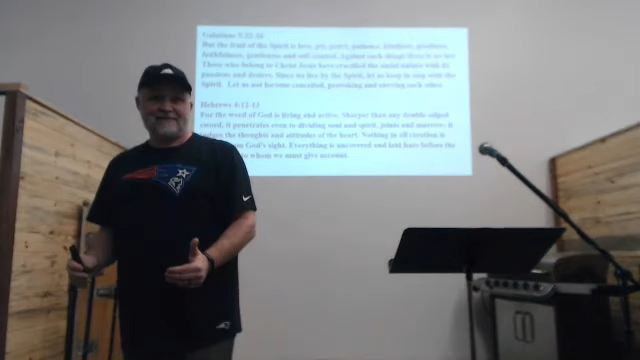 Galatians 5:22-26
But the fruit of the Spirit is love, joy, peace, patience, kindness, goodness,
faithfulness, gentleness and self control. Against such things there is no law
Those who belong to Christ Jesus have crucified the sinful nature with its
passions and desires. Since we live by the Spirit, let us keep in step with the
Spirit. Let us not become conceited, provoking and envying each other.
Hebrews 4:12-13
For the word of God is living and active. Sharper than any double edged
sword, it penetrates even to dividing soul and spirit, joints and marrow; it
judges the thoughts and attitudes of the heart. Nothing in all creation is
God's sight. Everything is uncovered and laid bare before the
to whom we must give account.